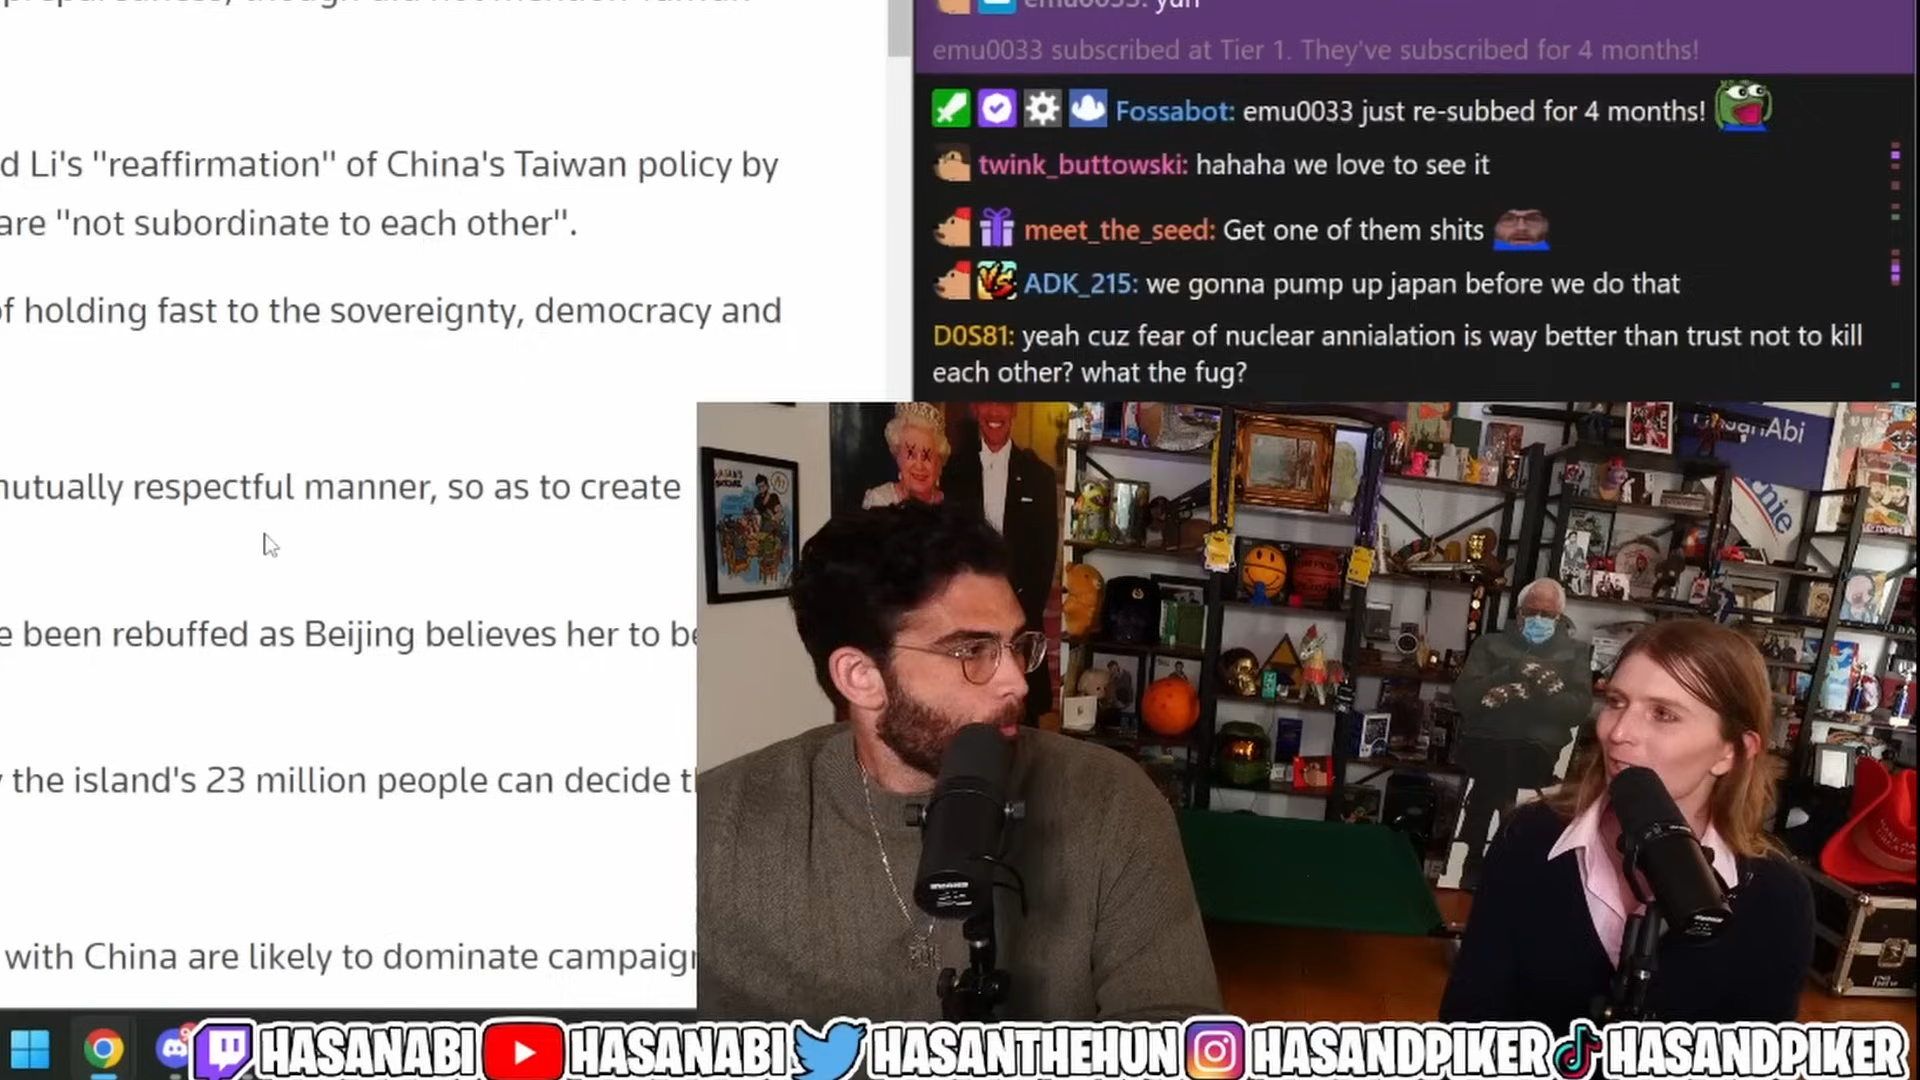 emu0033: yuh
emu0033 subscribed at Tier 1. They've subscribed for 4 months!
Fossabot: emu0033 just re-subbed for 4 months!
twink_buttowski: hahaha we love to see it
meet_the_seed: Get one of them shits
ADK_215: we gonna pump up japan before we do that
D0S81: yeah cuz fear of nuclear annialation is way better than trust not to kill
each other? what the fug?
d Li's "reaffirmation" of China's Taiwan policy by
are "not subordinate to each other".
of holding fast to the sovereignty, democracy and
mutually respectful manner, so as to create
e been rebuffed as Beijing believes her to be
y the island's 23 million people can decide
with China are likely to dominate campaign
HasanAbi
HASANABI HASANABI HASANTHEHUN HASANDPIKER HASANDPIKER